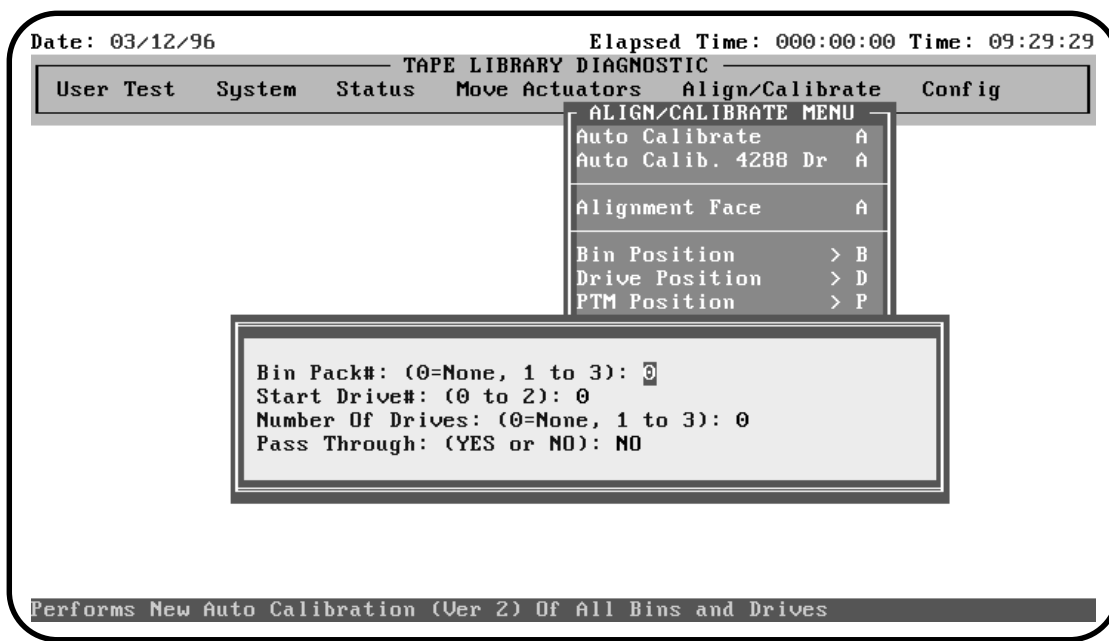 Date: 03/12/96 Elapsed Time: 000:00:00 Time: 09:29:29
TAPE LIBRARY DIAGNOSTIC
User Test System Status Move Actuators Align/Calibrate Config
ALIGN/CALIBRATE MENU
Auto Calibrate A
Auto Calib. 4288 Dr A
Alignment Face A
Bin Position > B
Drive Position > D
PTM Position > P
Bin Pack#: (0=None, 1 to 3): 0
Start Drive#: (0 to 2): 0
Number Of Drives: (0=None, 1 to 3): 0
Pass Through: (YES or NO): NO
Performs New Auto Calibration (Ver 2) Of All Bins and Drives